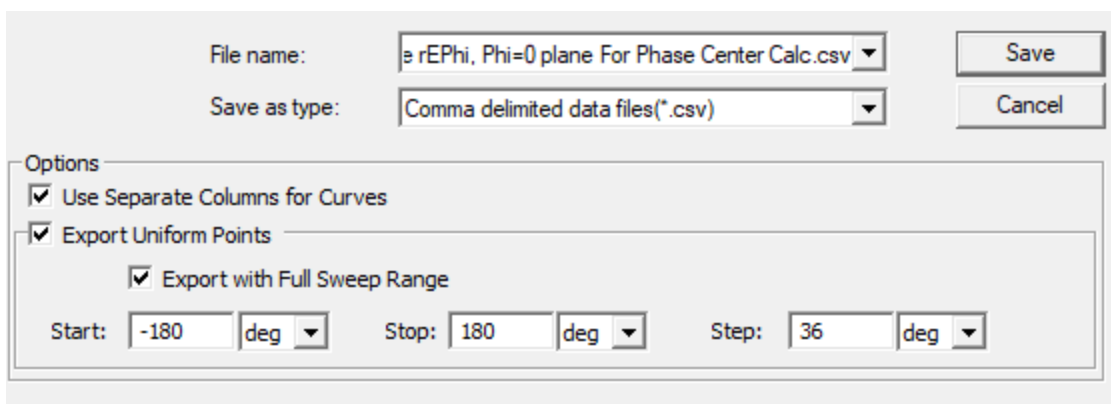 File name: e rEPhi, Phi=0 plane For Phase Center Calc.csv Save
Save as type: Comma delimited data files(*.csv) Cancel
Options
Use Separate Columns for Curves
Export Uniform Points
Export with Full Sweep Range
Start: -180 deg Stop: 180 deg Step: 36 deg